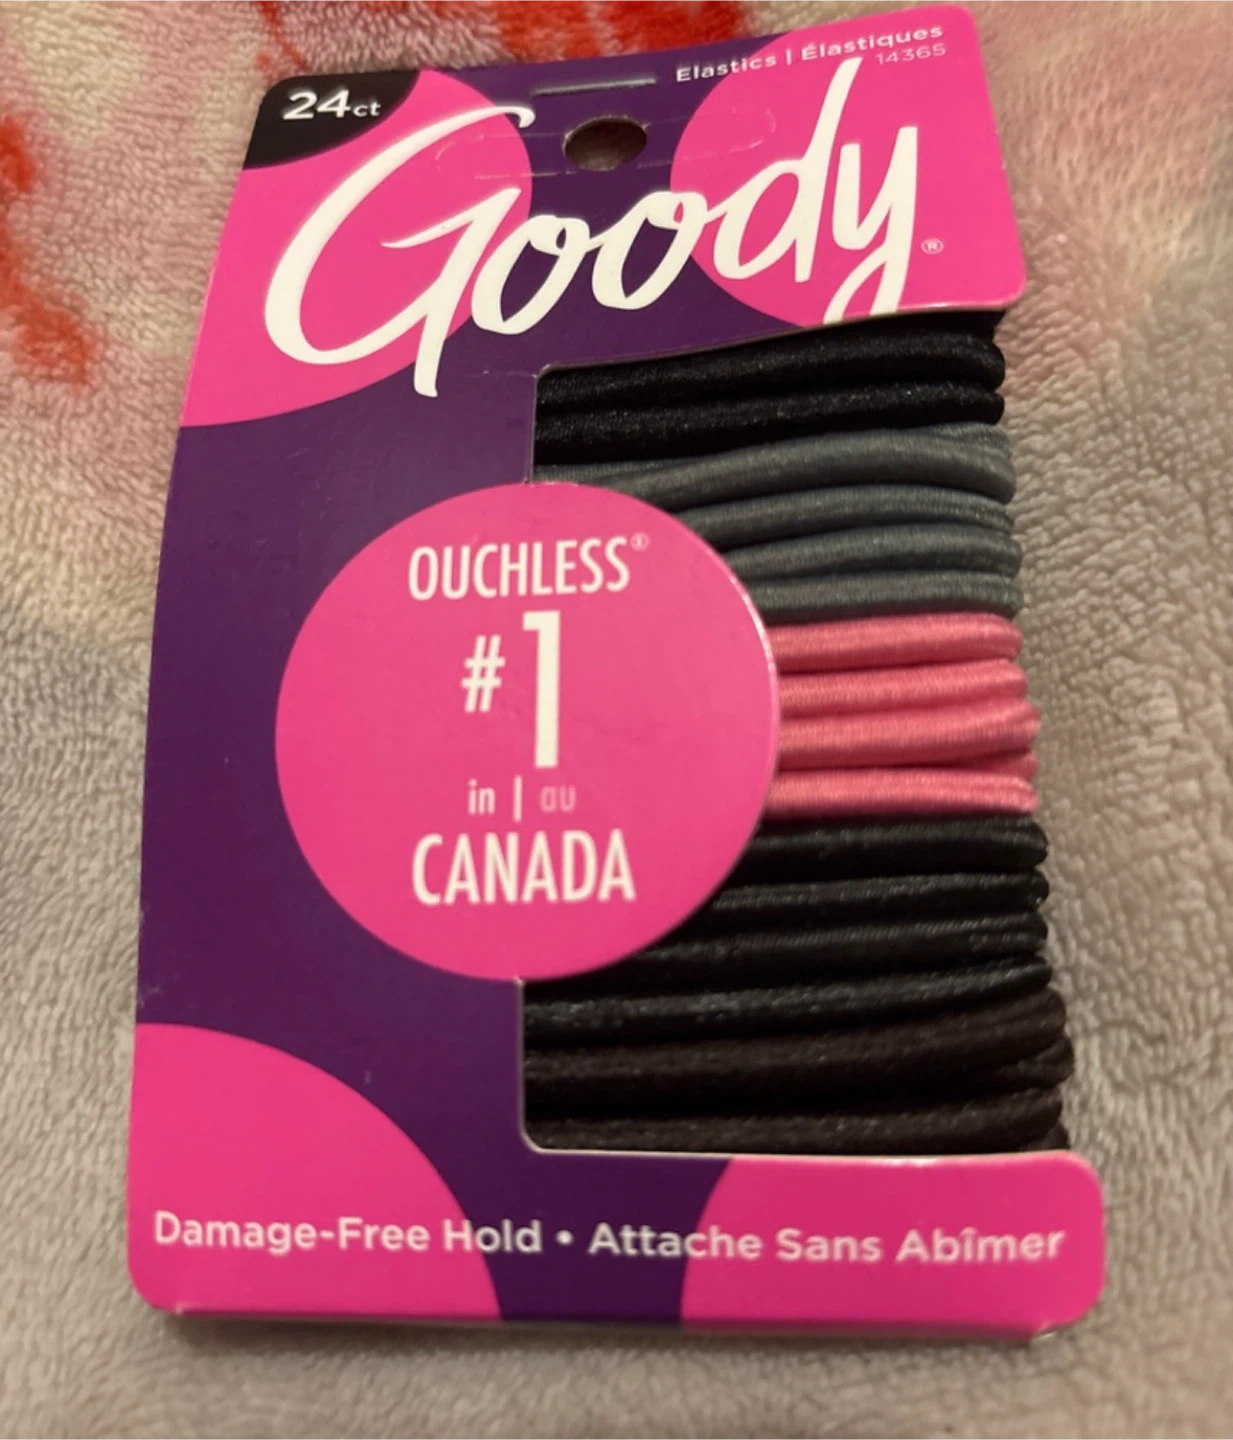 24ct
Elastics | Élastiques
14365
Goody®
OUCHLESS®
#1
in | au
CANADA
Damage-Free Hold • Attache Sans Abîmer